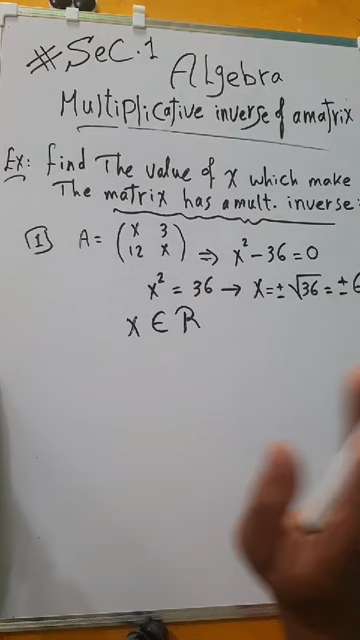 # Sec. 1
Algebra
Multiplicative inverse of a matrix
Ex: find The value of x which make
The matrix has a mult. inverse:
[1] A = (x 3 12 x) ⇒ x² - 36 = 0
x² = 36 → x = ± √36 = ± 6
x ∈ R